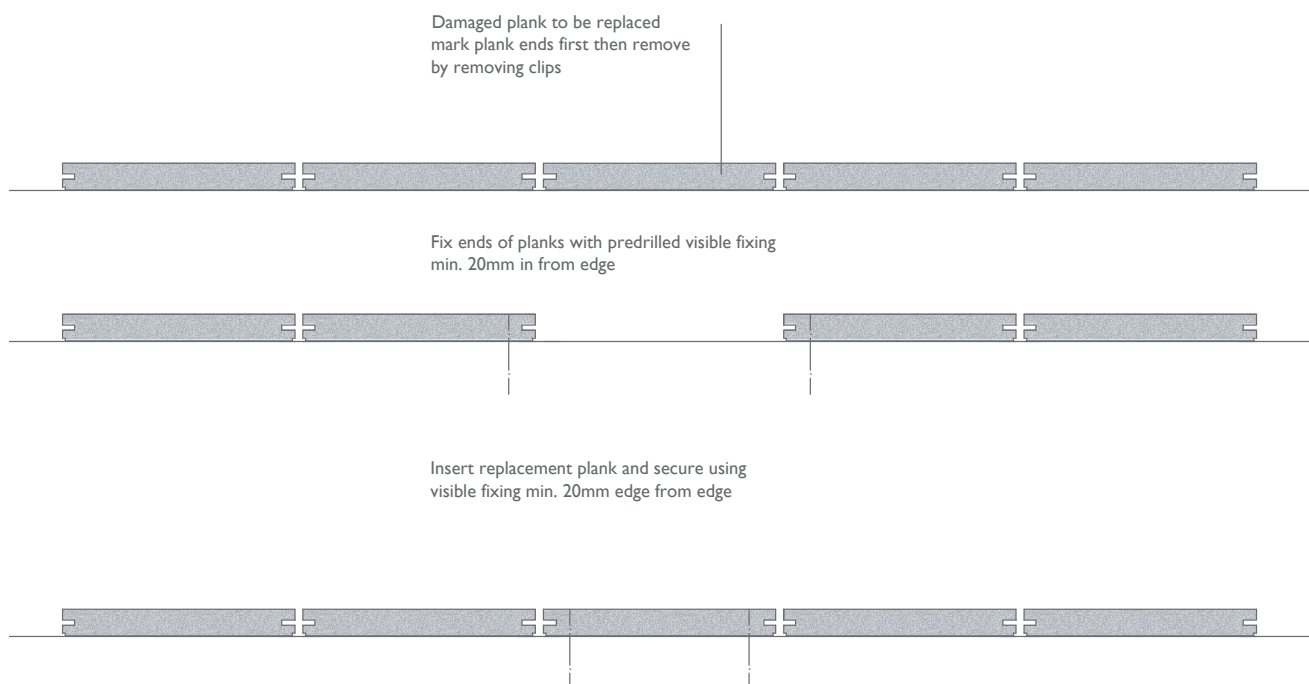 Damaged plank to be replaced
mark plank ends first then remove
by removing clips
Fix ends of planks with predrilled visible fixing
min. 20mm in from edge
Insert replacement plank and secure using
visible fixing min. 20mm edge from edge